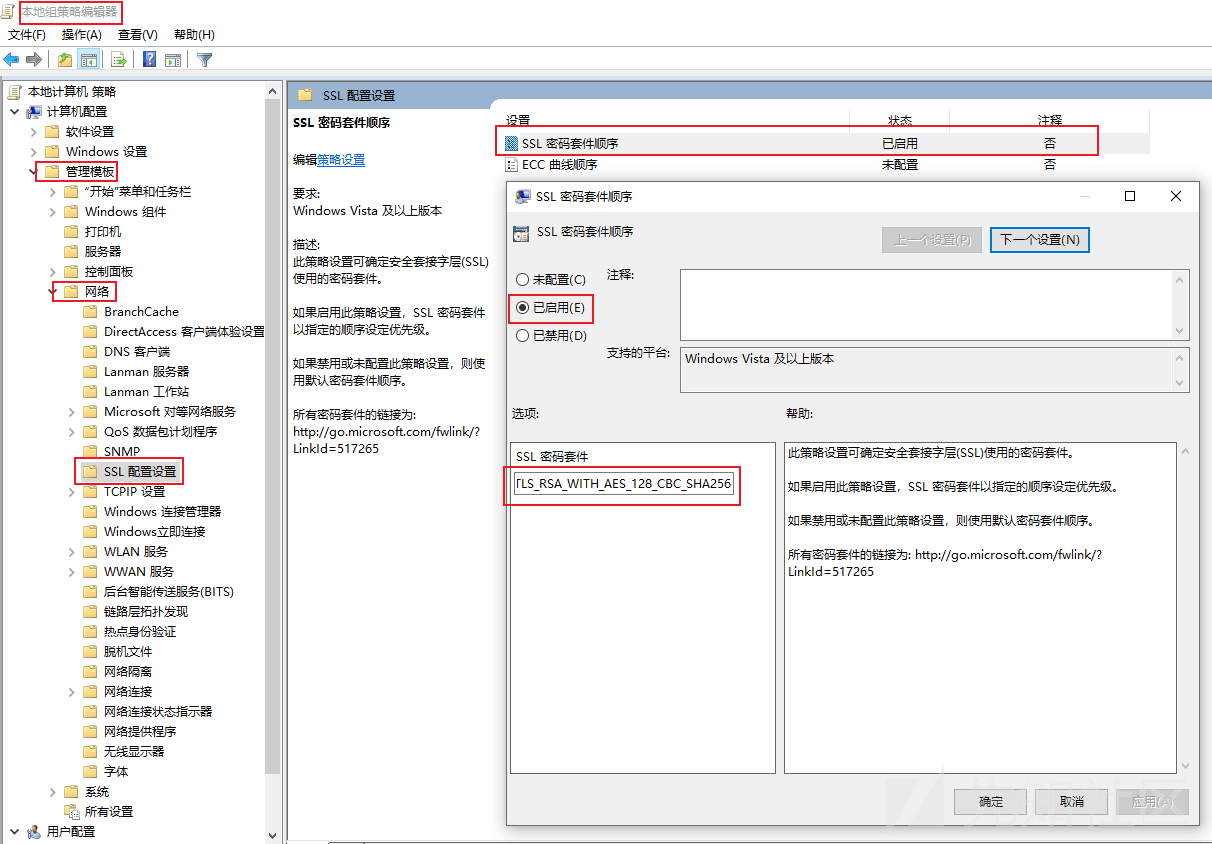 本地组策略编辑器
文件(F) 操作(A) 查看(V) 帮助(H)
本地计算机 策略
计算机配置
软件设置
Windows 设置
管理模板
"开始"菜单和任务栏
Windows 组件
打印机
服务器
控制面板
网络
BranchCache
DirectAccess 客户端体验设置
DNS 客户端
Lanman 服务器
Lanman 工作站
Microsoft 对等网络服务
QoS 数据包计划程序
SNMP
SSL 配置设置
TCPIP 设置
Windows 连接管理器
Windows立即连接
WLAN 服务
WWAN 服务
后台智能传送服务(BITS)
链路层拓扑发现
热点身份验证
脱机文件
网络隔离
网络连接
网络连接状态指示器
网络提供程序
无线显示器
字体
系统
所有设置
用户配置
SSL 配置设置
SSL 密码套件顺序
编辑策略设置
要求:
Windows Vista 及以上版本
描述:
此策略设置可确定安全套接字层(SSL)
使用的密码套件。
如果启用此策略设置，SSL 密码套件
以指定的顺序设定优先级。
如果禁用或未配置此策略设置，则使
用默认密码套件顺序。
所有密码套件的链接为:
http://go.microsoft.com/fwlink/?
LinkId=517265
设置 状态 注释
SSL 密码套件顺序 已启用 否
ECC 曲线顺序 未配置 否
SSL 密码套件顺序
SSL 密码套件顺序
上一个设置(P) 下一个设置(N)
未配置(C) 注释:
已启用(E)
已禁用(D)
支持的平台: Windows Vista 及以上版本
选项: 帮助:
SSL 密码套件
TLS_RSA_WITH_AES_128_CBC_SHA256
此策略设置可确定安全套接字层(SSL)使用的密码套件。
如果启用此策略设置，SSL 密码套件以指定的顺序设定优先级。
如果禁用或未配置此策略设置，则使用默认密码套件顺序。
所有密码套件的链接为: http://go.microsoft.com/fwlink/?
LinkId=517265
确定 取消 应用(A)